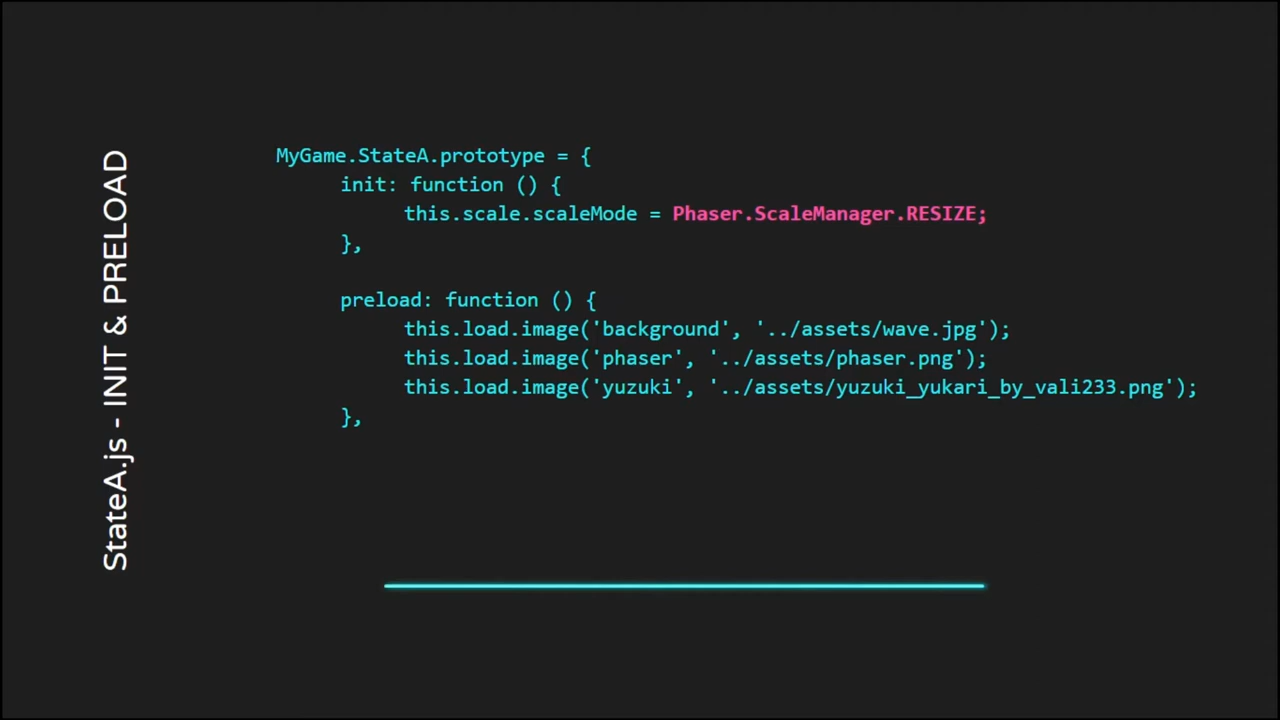 StateA.js - INIT & PRELOAD
MyGame.StateA.prototype = {
init: function () {
this.scale.scaleMode = Phaser.ScaleManager.RESIZE;
},
preload: function () {
this.load.image('background', '../assets/wave.jpg');
this.load.image('phaser', '../assets/phaser.png');
this.load.image('yuzuki', '../assets/yuzuki_yukari_by_vali233.png');
},